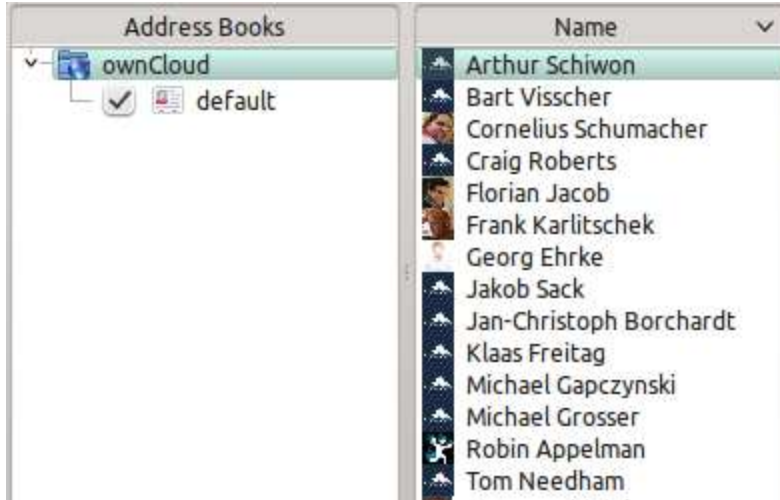 Address Books
ownCloud
default
Name
Arthur Schiwon
Bart Visscher
Cornelius Schumacher
Craig Roberts
Florian Jacob
Frank Karlitschek
Georg Ehrke
Jakob Sack
Jan-Christoph Borchardt
Klaas Freitag
Michael Gapczynski
Michael Grosser
Robin Appelman
Tom Needham